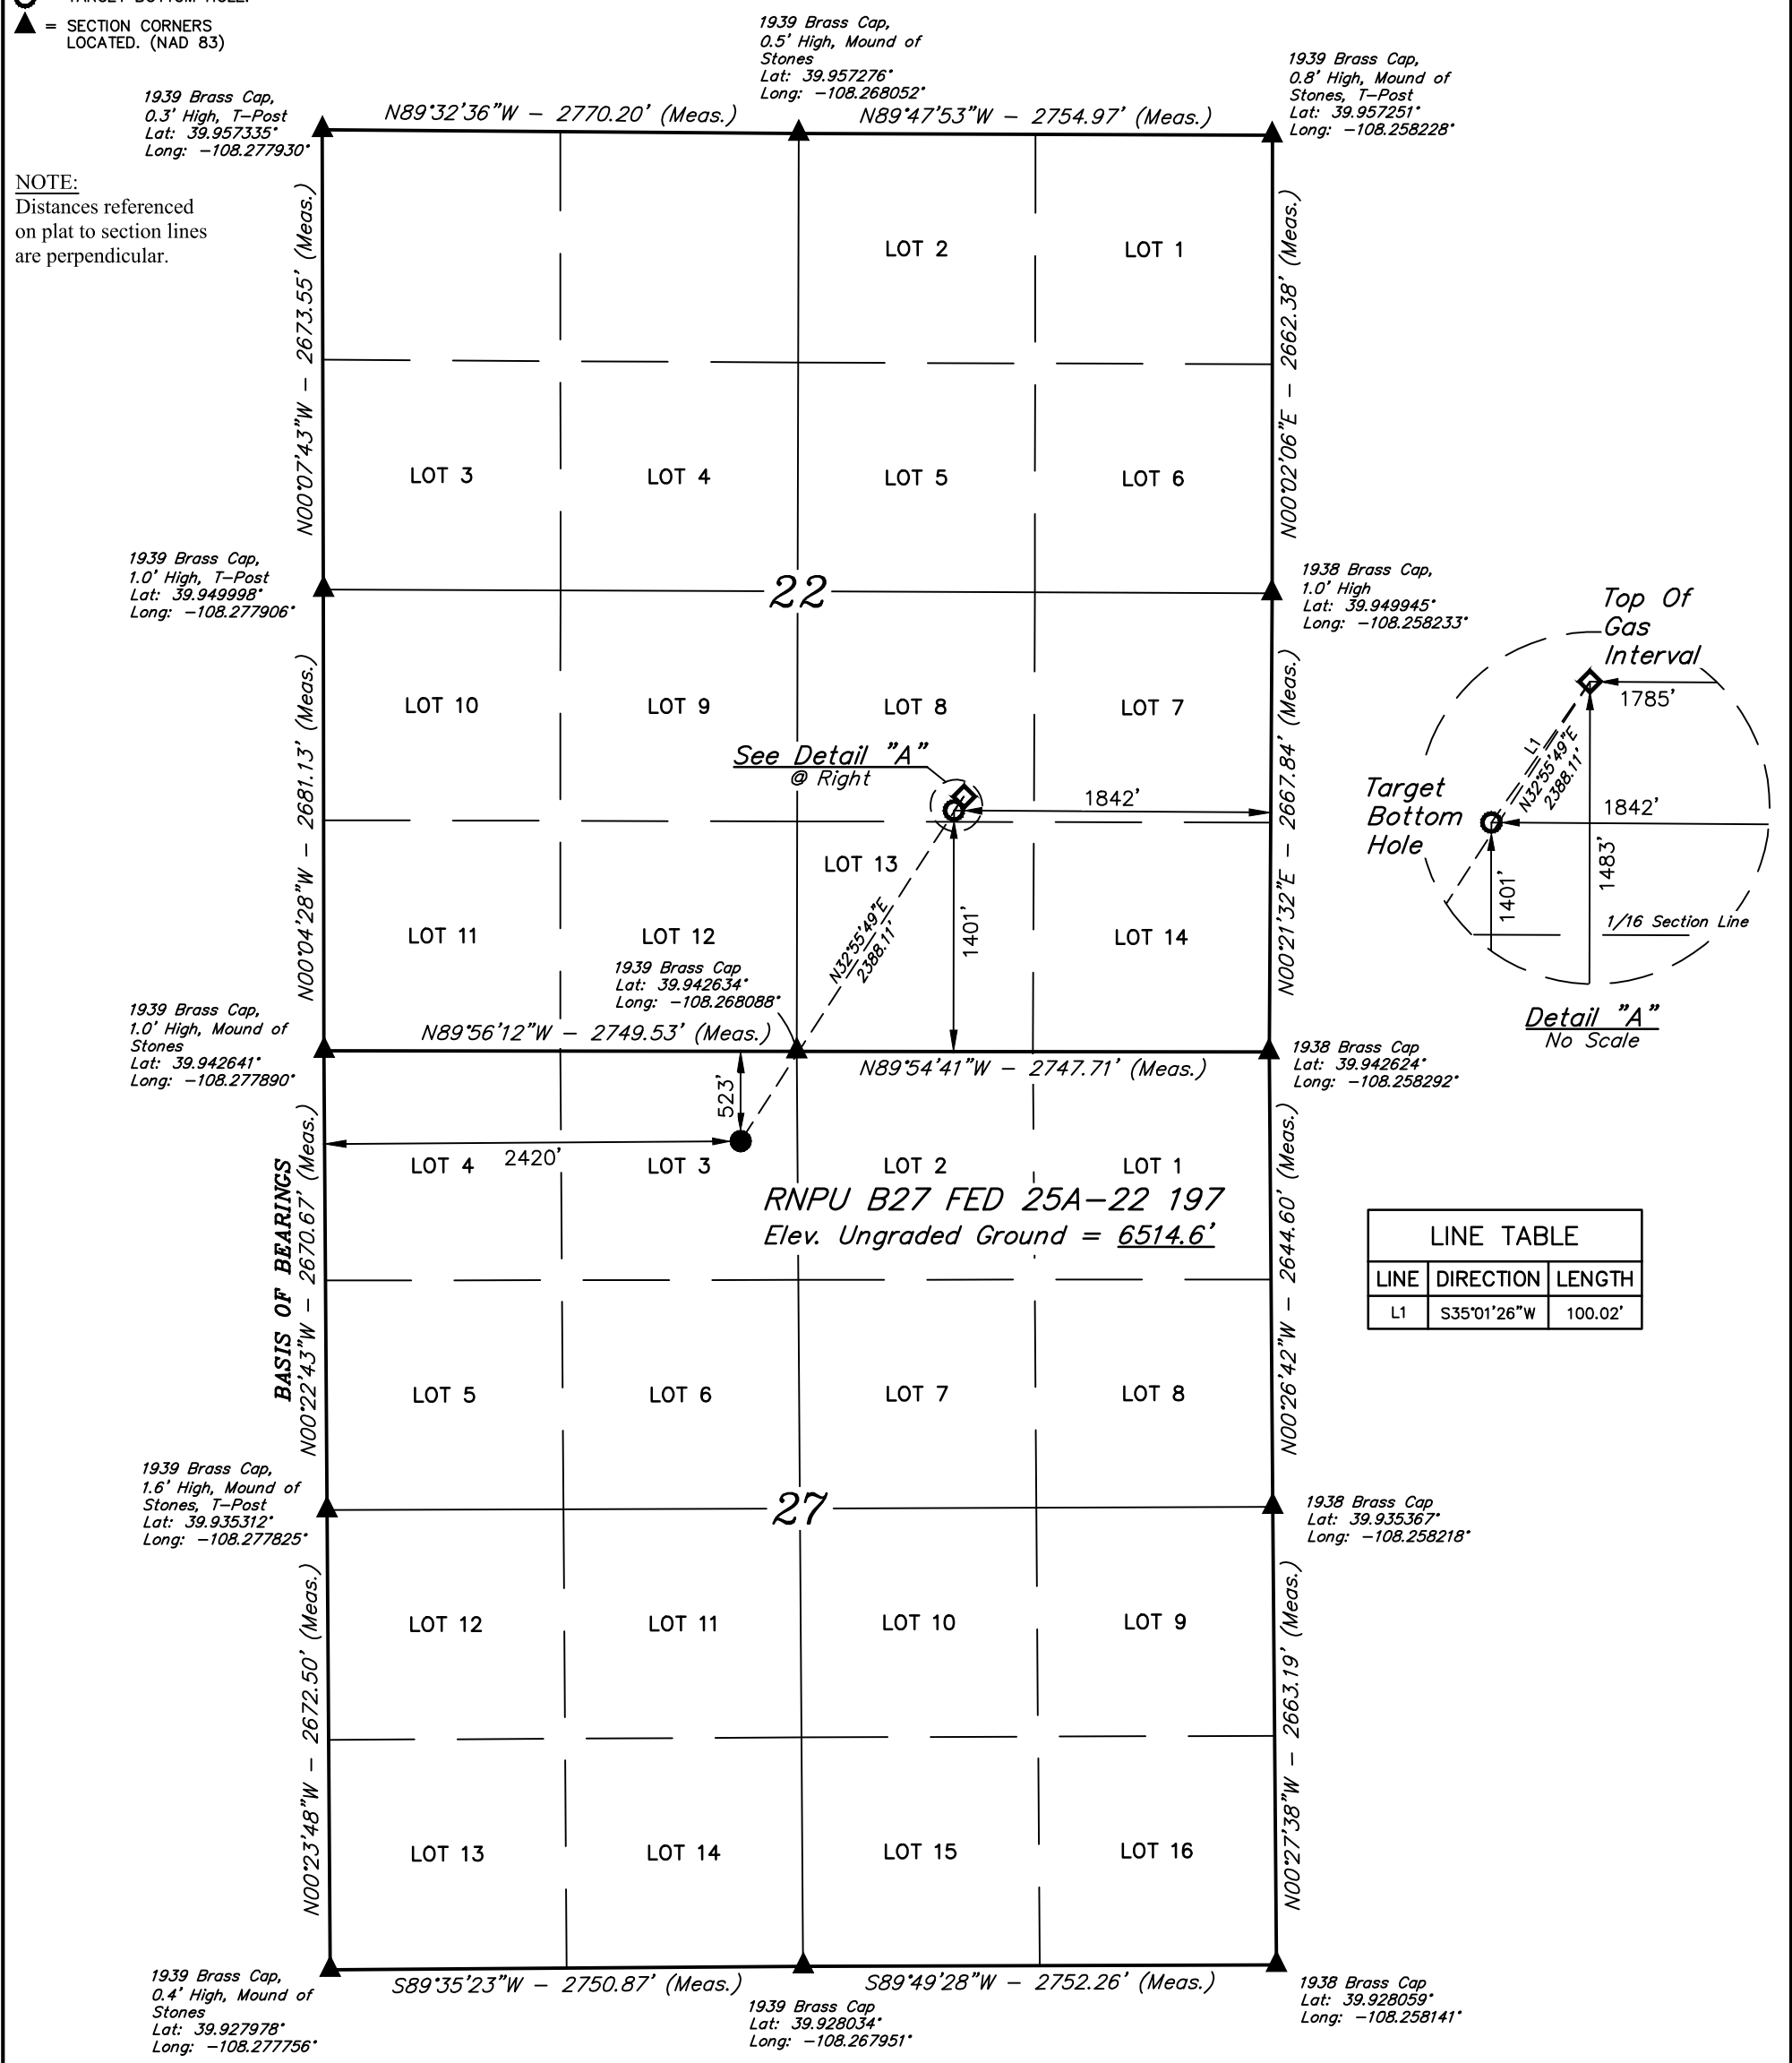 TARGET BOTTOM HOLE.
= SECTION CORNERS
LOCATED. (NAD 83)
1939 Brass Cap,
0.5' High, Mound of
Stones
Lat: 39.957276°
Long: -108.268052°
1939 Brass Cap,
0.8' High, Mound of
Stones, T-Post
Lat: 39.957251°
Long: -108.258228°
1939 Brass Cap,
0.3' High, T-Post
Lat: 39.957335°
Long: -108.277930°
N89°32'36"W - 2770.20' (Meas.)
N89°47'53"W - 2754.97' (Meas.)
NOTE:
Distances referenced
on plat to section lines
are perpendicular.
N00°07'43"W - 2673.55' (Meas.)
N00°02'06"E - 2662.38' (Meas.)
LOT 2
LOT 1
LOT 3
LOT 4
LOT 5
LOT 6
1939 Brass Cap,
1.0' High, T-Post
Lat: 39.949998°
Long: -108.277906°
22
1938 Brass Cap,
1.0' High
Lat: 39.949945°
Long: -108.258233°
N00°04'28"W - 2681.13' (Meas.)
N00°21'32"E - 2667.84' (Meas.)
LOT 10
LOT 9
LOT 8
LOT 7
See Detail "A"
@ Right
1842'
LOT 13
1401'
N32°55'49"E
2388.11'
LOT 11
LOT 12
LOT 14
1939 Brass Cap
Lat: 39.942634°
Long: -108.268088°
Top Of
Gas
Interval
1785'
L1
N32°55'49"E
2388.11'
Target
Bottom
Hole
1842'
1483'
1401'
1/16 Section Line
Detail "A"
No Scale
1939 Brass Cap,
1.0' High, Mound of
Stones
Lat: 39.942641°
Long: -108.277890°
N89°56'12"W - 2749.53' (Meas.)
N89°54'41"W - 2747.71' (Meas.)
1938 Brass Cap
Lat: 39.942624°
Long: -108.258292°
523'
2420'
LOT 4
LOT 3
LOT 2
LOT 1
RNPU B27 FED 25A-22 197
Elev. Ungraded Ground = 6514.6'
BASIS OF BEARINGS
N00°22'43"W - 2670.67' (Meas.)
N00°26'42"W - 2644.60' (Meas.)
LINE TABLE
LINE DIRECTION LENGTH
L1 S35°01'26"W 100.02'
LOT 5
LOT 6
LOT 7
LOT 8
1939 Brass Cap,
1.6' High, Mound of
Stones, T-Post
Lat: 39.935312°
Long: -108.277825°
27
1938 Brass Cap
Lat: 39.935367°
Long: -108.258218°
N00°23'48"W - 2672.50' (Meas.)
N00°27'38"W - 2663.19' (Meas.)
LOT 12
LOT 11
LOT 10
LOT 9
LOT 13
LOT 14
LOT 15
LOT 16
1939 Brass Cap,
0.4' High, Mound of
Stones
Lat: 39.927978°
Long: -108.277756°
S89°35'23"W - 2750.87' (Meas.)
S89°49'28"W - 2752.26' (Meas.)
1939 Brass Cap
Lat: 39.928034°
Long: -108.267951°
1938 Brass Cap
Lat: 39.928059°
Long: -108.258141°